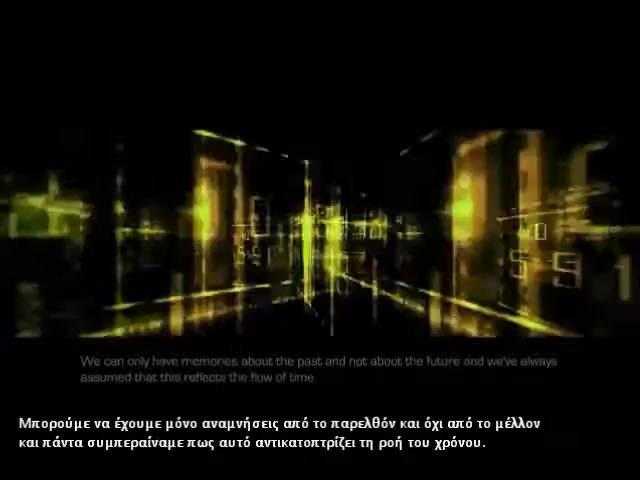 We can only have memories about the past and not about the future and we've always
assumed that this reflects the flow of time
Μπορούμε να έχουμε μόνο αναμνήσεις από το παρελθόν και όχι από το μέλλον
και πάντα συμπεραίναμε πως αυτό αντικατοπτρίζει τη ροή του χρόνου.